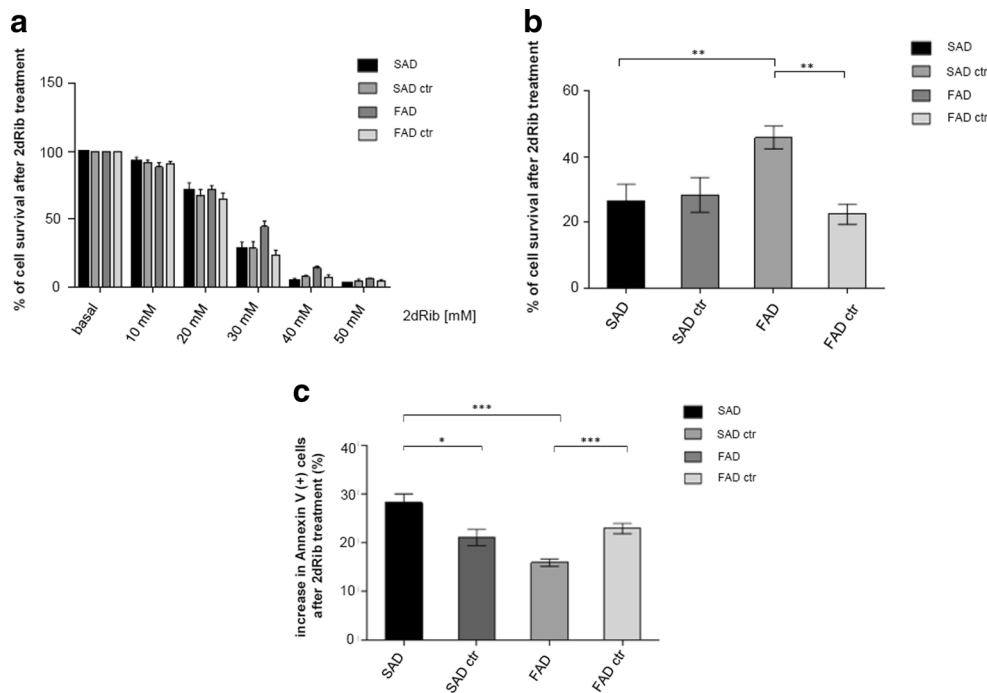 a
% of cell survival after 2dRib treatment
150
100
50
0
basal
10 mM
20 mM
30 mM
40 mM
50 mM
2dRib [mM]
SAD
SAD ctr
FAD
FAD ctr
b
% of cell survival after 2dRib treatment
60
40
20
0
**
**
SAD
SAD ctr
FAD
FAD ctr
SAD
SAD ctr
FAD
FAD ctr
c
increase in Annexin V (+) cells
after 2dRib treatment (%)
40
30
20
10
0
***
*
***
SAD
SAD ctr
FAD
FAD ctr
SAD
SAD ctr
FAD
FAD ctr